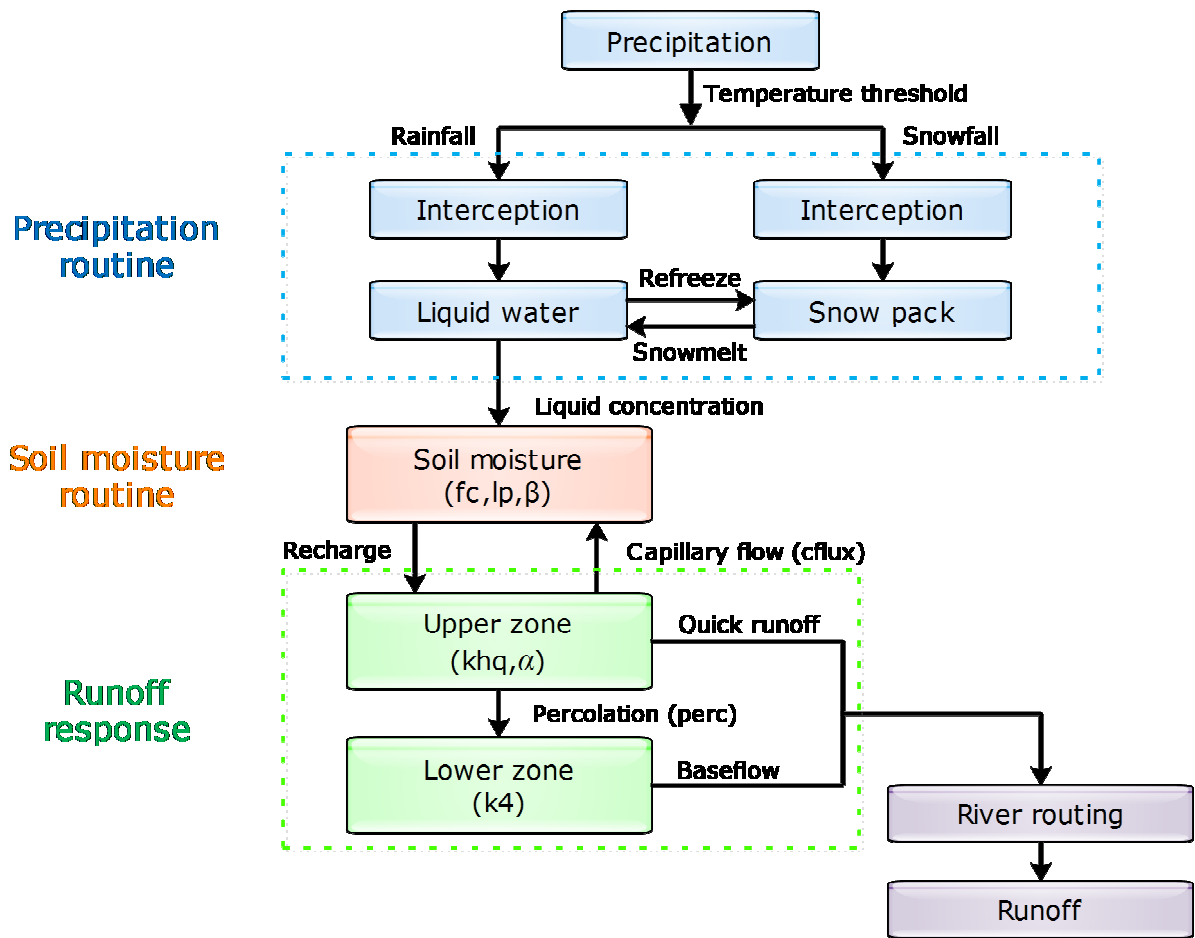 Precipitation
Temperature threshold
Rainfall
Snowfall
Precipitation
routine
Interception
Interception
Refreeze
Liquid water
Snow pack
Snowmelt
Liquid concentration
Soil moisture
routine
Soil moisture
(fc,lp,β)
Recharge
Capillary flow (cflux)
Runoff
response
Upper zone
(khq,α)
Quick runoff
Percolation (perc)
Lower zone
(k4)
Baseflow
River routing
Runoff